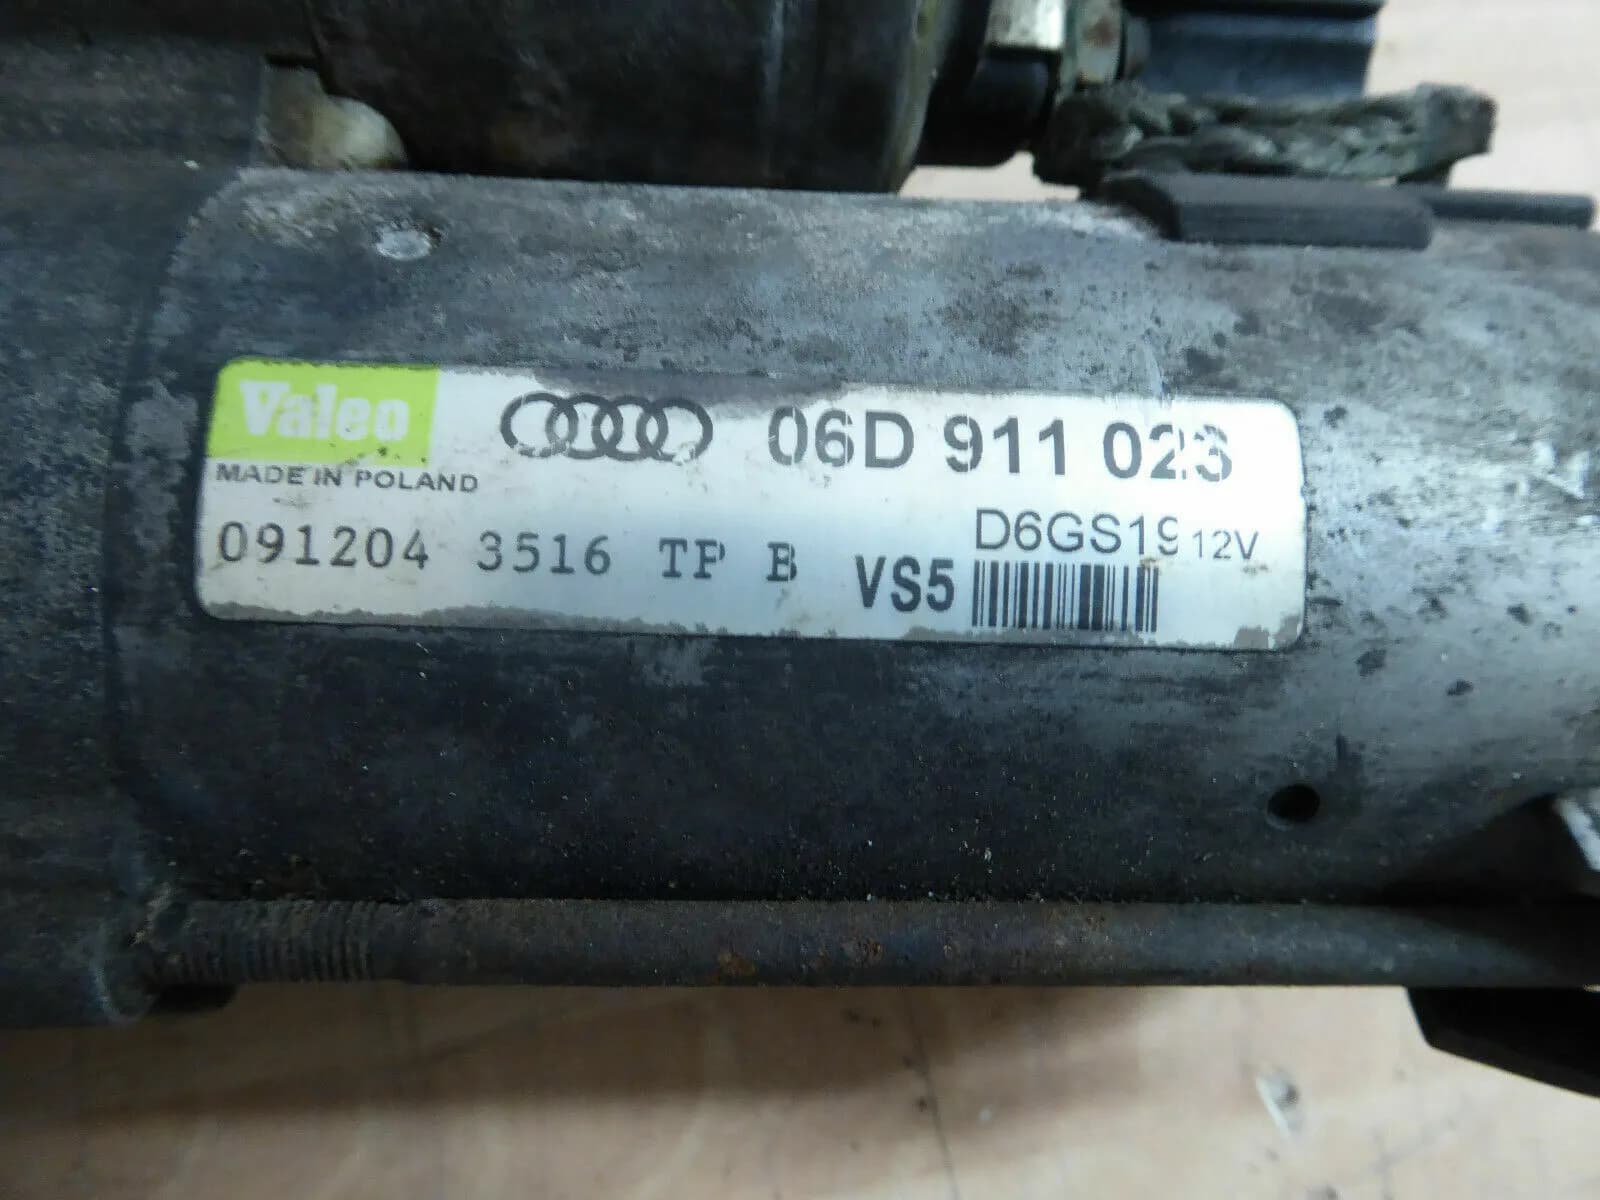 Valeo 06D 911 023
MADE IN POLAND
091204 3516 TP B VS5 D6GS19 12V